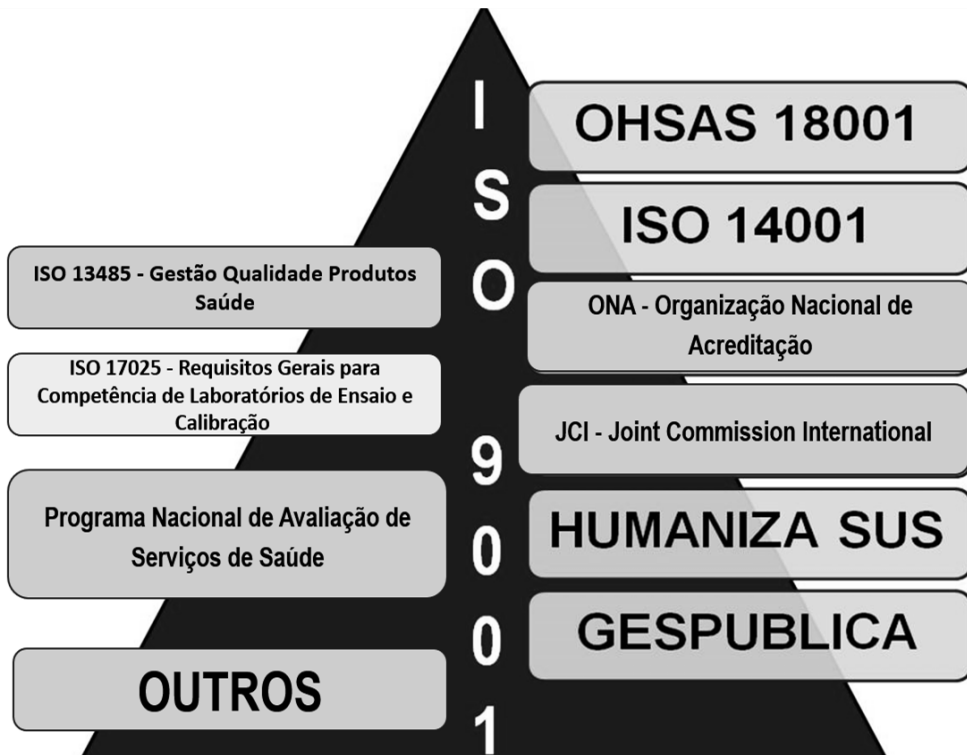 I
S
O
9
0
0
1
ISO 13485 - Gestão Qualidade Produtos
Saúde
ISO 17025 - Requisitos Gerais para
Competência de Laboratórios de Ensaio e
Calibração
Programa Nacional de Avaliação de
Serviços de Saúde
OUTROS
OHSAS 18001
ISO 14001
ONA - Organização Nacional de
Acreditação
JCI - Joint Commission International
HUMANIZA SUS
GESPUBLICA